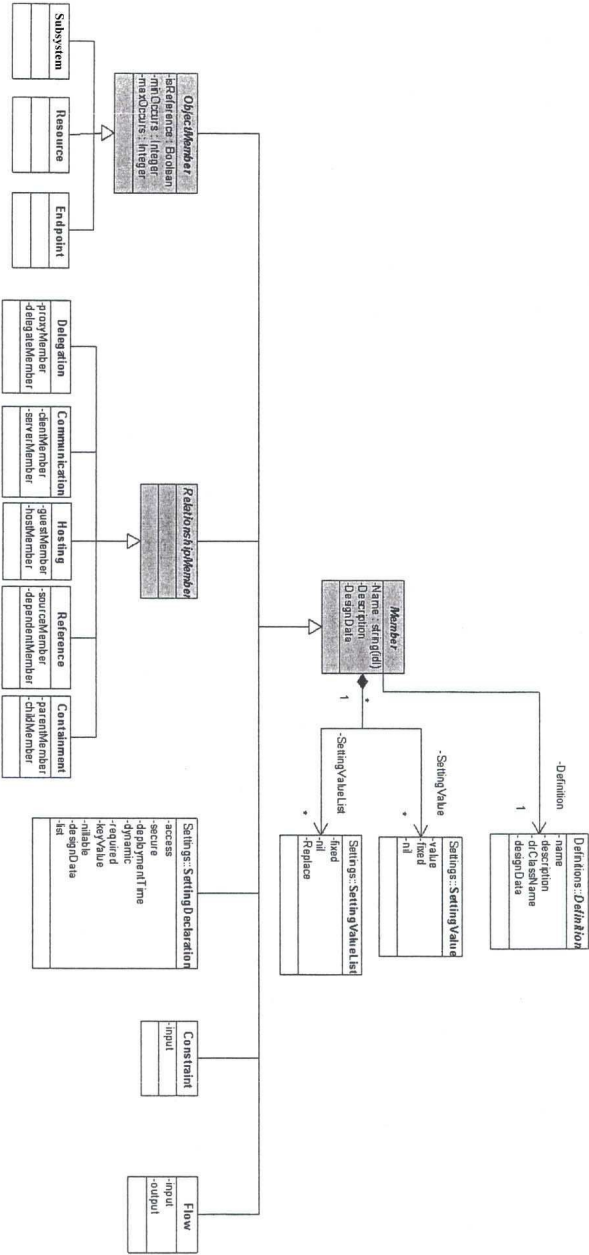 Definitions::Definition
-name
-description
-clrClassName
-designData
-Definition
1
*
Member
-Name : string(idl)
-Description
-DesignData
1
-SettingValue
*
-SettingValueList
*
Settings::SettingValue
-value
-fixed
-nil
Settings::SettingValueList
-fixed
-nil
-Replace
ObjectMember
-isReference : Boolean
-minOccurs : Integer
-maxOccurs : Integer
RelationshipMember
Settings::SettingDeclaration
-access
-secure
-deploymentTime
-dynamic
-required
-keyValue
-nillable
-designData
-list
Constraint
-input
Flow
-input
-output
Subsystem
Resource
Endpoint
Delegation
-proxyMember
-delegateMember
Communication
-clientMember
-serverMember
Hosting
-guestMember
-hostMember
Reference
-sourceMember
-dependentMember
Containment
-parentMember
-childMember